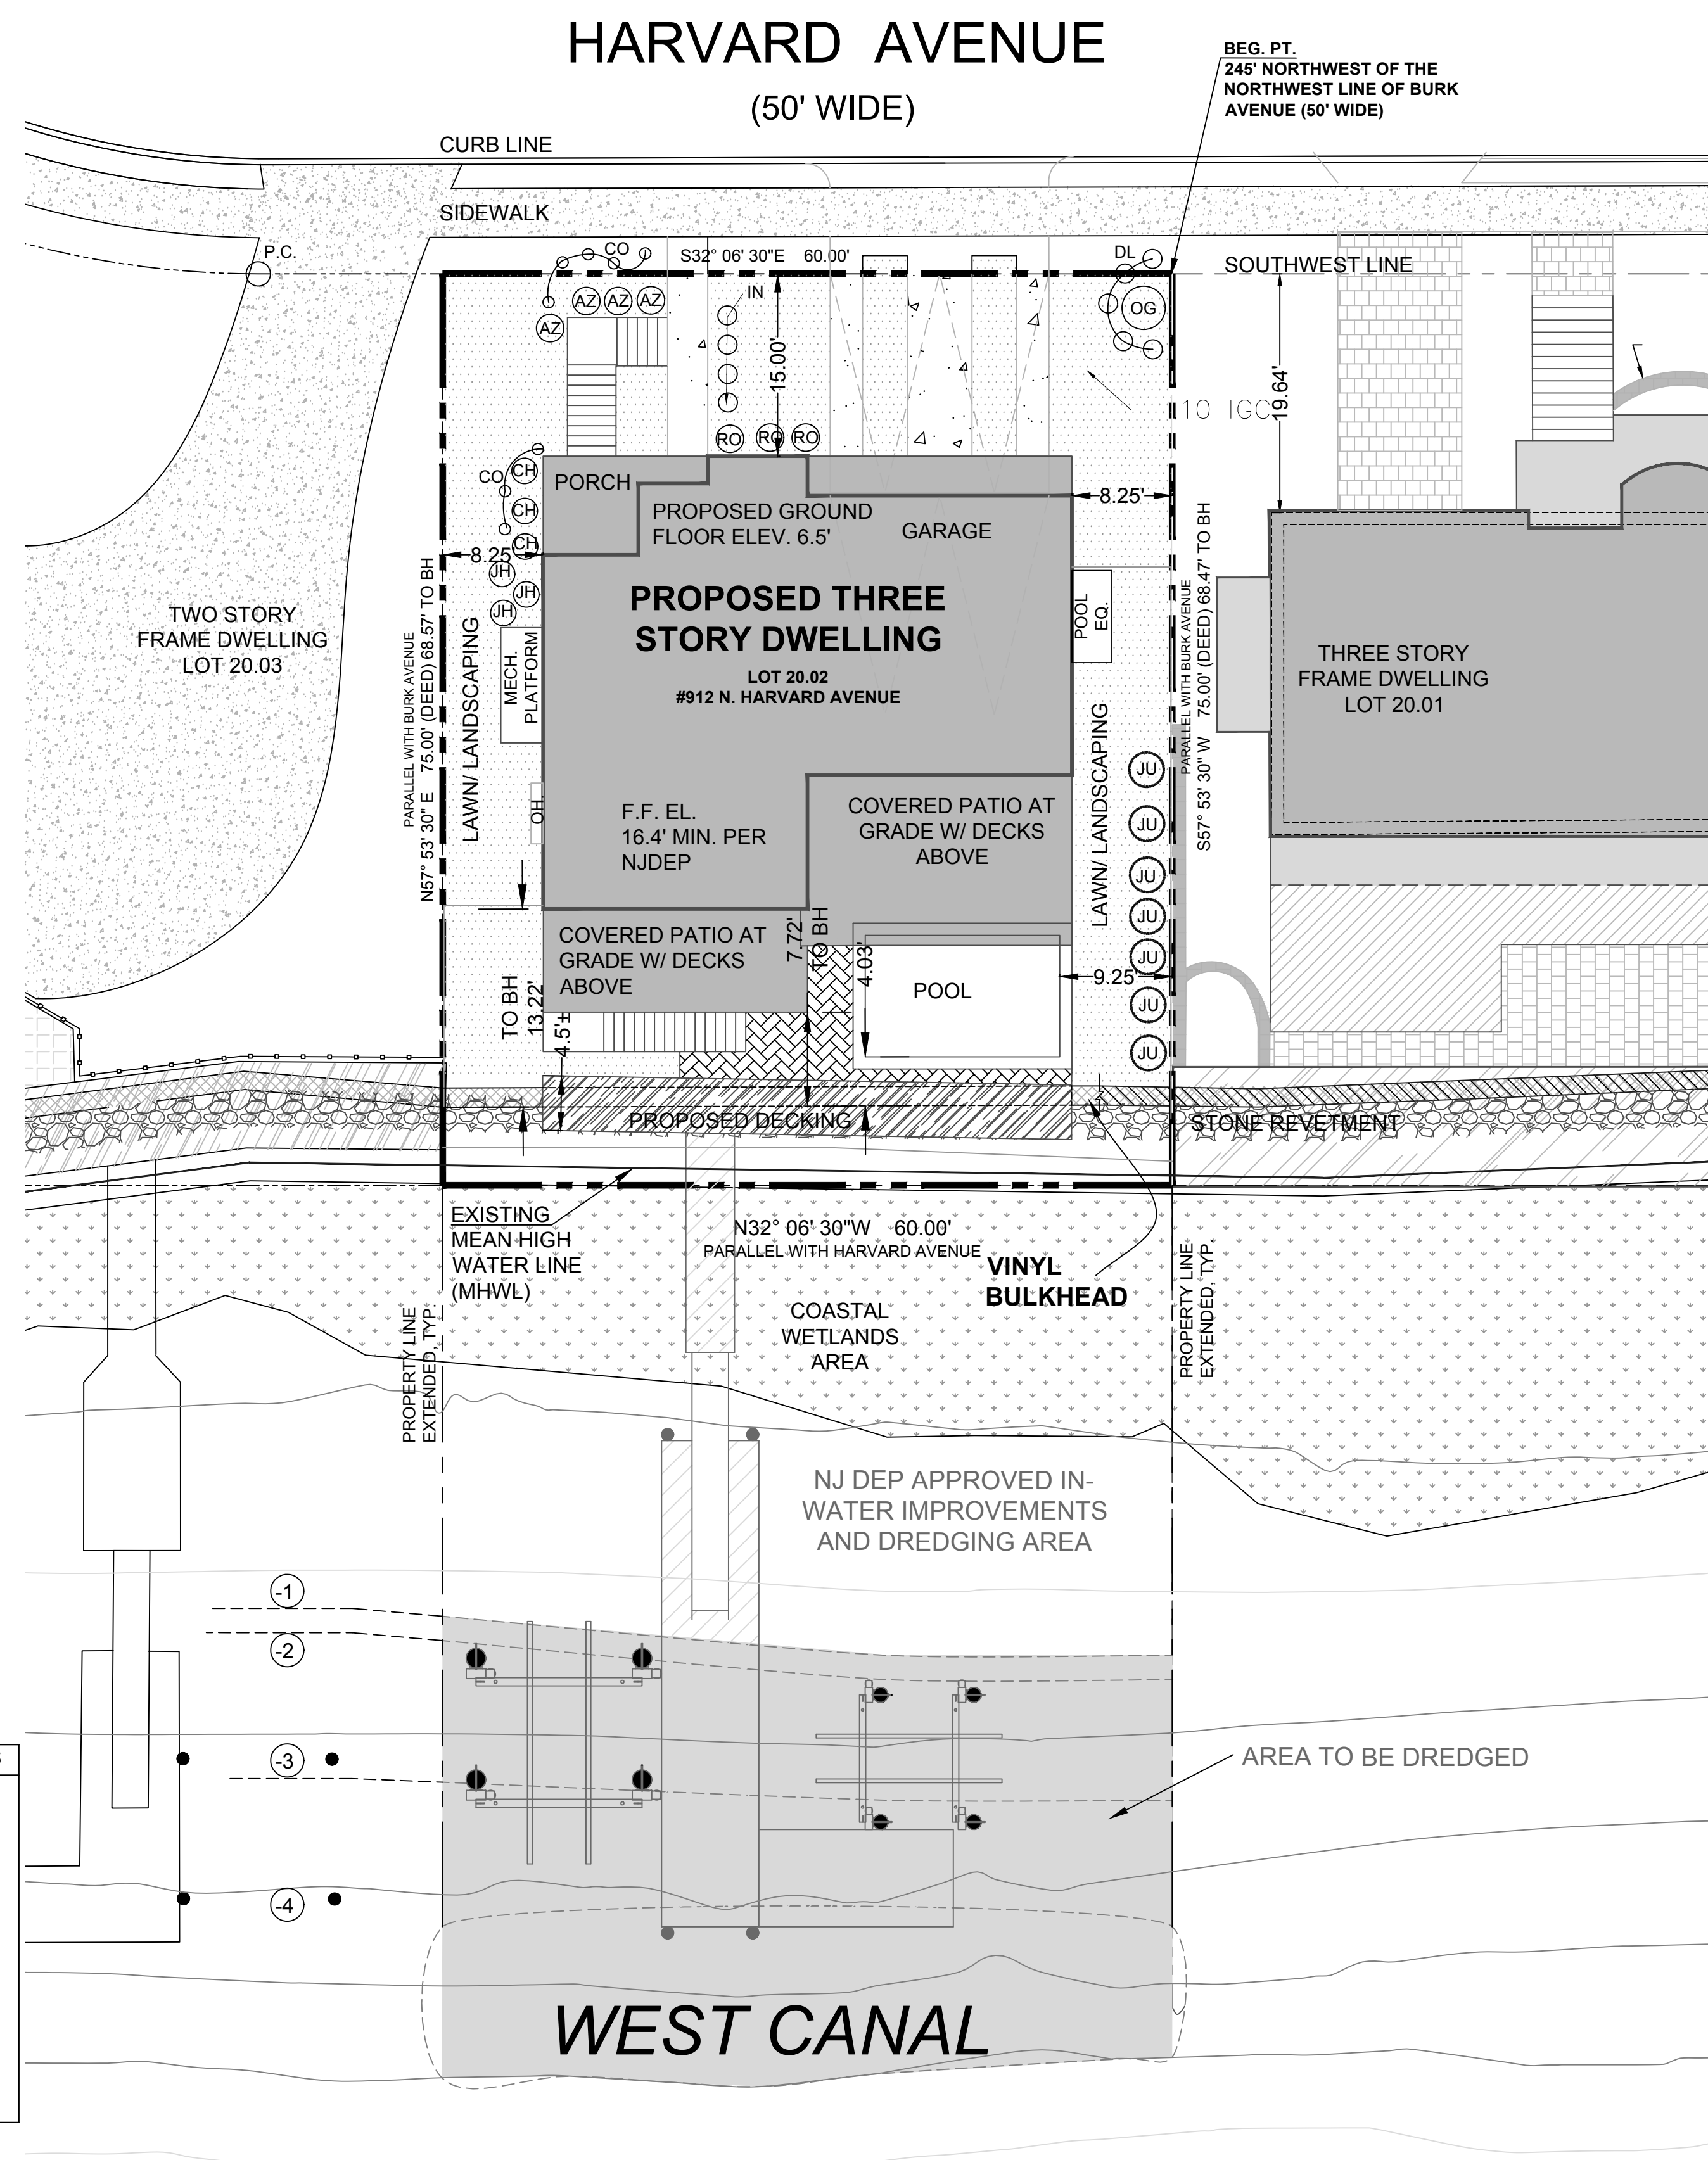 HARVARD AVENUE
(50' WIDE)
BEG. PT.
245' NORTHWEST OF THE
NORTHWEST LINE OF BURK
AVENUE (50' WIDE)
CURB LINE
SIDEWALK
P.C.
CO
S32° 06' 30"E 60.00'
DL
SOUTHWEST LINE
IN
AZ AZ AZ
AZ
OG
15.00'
19.64'
10 IGC
RO RO RO
CO
CH
CH
CH
JH
JH
JH
PORCH
PROPOSED GROUND
FLOOR ELEV. 6.5'
GARAGE
8.25'
8.25'
PROPOSED THREE
STORY DWELLING
LOT 20.02
#912 N. HARVARD AVENUE
TWO STORY
FRAME DWELLING
LOT 20.03
PARALLEL WITH BURK AVENUE
N57° 53' 30" E 75.00' (DEED) 68.57' TO BH
LAWN/ LANDSCAPING
MECH.
PLATFORM
OH.
POOL
EQ.
LAWN/ LANDSCAPING
PARALLEL WITH BURK AVENUE
S57° 53' 30" W 75.00' (DEED) 68.47' TO BH
THREE STORY
FRAME DWELLING
LOT 20.01
JU
JU
JU
JU
JU
JU
JU
F.F. EL.
16.4' MIN. PER
NJDEP
COVERED PATIO AT
GRADE W/ DECKS
ABOVE
COVERED PATIO AT
GRADE W/ DECKS
ABOVE
7.72'
TO BH
4.03'
POOL
9.25'
TO BH
13.22'
4.5'±
PROPOSED DECKING
STONE REVETMENT
EXISTING
MEAN HIGH
WATER LINE
(MHWL)
N32° 06' 30"W 60.00'
PARALLEL WITH HARVARD AVENUE
VINYL
BULKHEAD
COASTAL
WETLANDS
AREA
PROPERTY LINE
EXTENDED, TYP.
PROPERTY LINE
EXTENDED, TYP.
NJ DEP APPROVED IN-
WATER IMPROVEMENTS
AND DREDGING AREA
-1
-2
-3
-4
AREA TO BE DREDGED
WEST CANAL